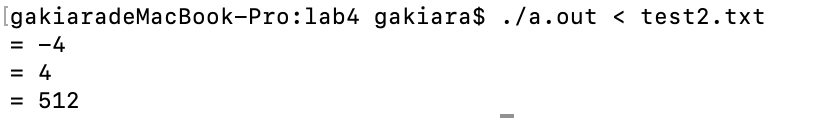 [gakiaradeMacBook-Pro:lab4 gakiara$ ./a.out < test2.txt
= -4
= 4
= 512